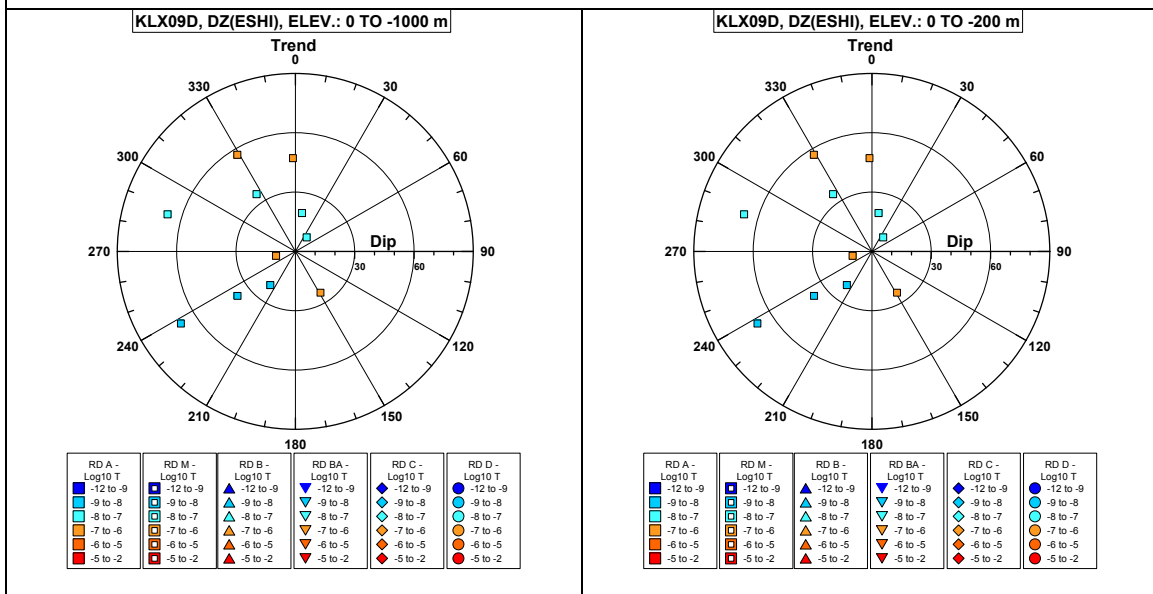 KLX09D, DZ(ESHI), ELEV.: 0 TO -1000 m
Trend
0
330
30
300
60
270
Dip
90
30
60
240
120
210
150
180
RD A -
Log10 T
-12 to -9
-9 to -8
-8 to -7
-7 to -6
-6 to -5
-5 to -2
RD M -
Log10 T
-12 to -9
-9 to -8
-8 to -7
-7 to -6
-6 to -5
-5 to -2
RD B -
Log10 T
-12 to -9
-9 to -8
-8 to -7
-7 to -6
-6 to -5
-5 to -2
RD BA -
Log10 T
-12 to -9
-9 to -8
-8 to -7
-7 to -6
-6 to -5
-5 to -2
RD C -
Log10 T
-12 to -9
-9 to -8
-8 to -7
-7 to -6
-6 to -5
-5 to -2
RD D -
Log10 T
-12 to -9
-9 to -8
-8 to -7
-7 to -6
-6 to -5
-5 to -2
KLX09D, DZ(ESHI), ELEV.: 0 TO -200 m
Trend
0
330
30
300
60
270
Dip
90
30
60
240
120
210
150
180
RD A -
Log10 T
-12 to -9
-9 to -8
-8 to -7
-7 to -6
-6 to -5
-5 to -2
RD M -
Log10 T
-12 to -9
-9 to -8
-8 to -7
-7 to -6
-6 to -5
-5 to -2
RD B -
Log10 T
-12 to -9
-9 to -8
-8 to -7
-7 to -6
-6 to -5
-5 to -2
RD BA -
Log10 T
-12 to -9
-9 to -8
-8 to -7
-7 to -6
-6 to -5
-5 to -2
RD C -
Log10 T
-12 to -9
-9 to -8
-8 to -7
-7 to -6
-6 to -5
-5 to -2
RD D -
Log10 T
-12 to -9
-9 to -8
-8 to -7
-7 to -6
-6 to -5
-5 to -2